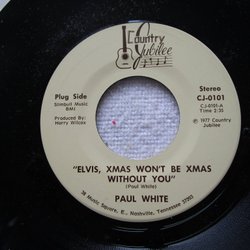 Country
Jubilee
Plug Side
Stereo
Slimbull Music
BMI
CJ-0101
CJ-0101-A
Time 2:35
Produced By:
Harry Wilcox
℗ 1977 Country
Jubilee
"ELVIS, XMAS WON'T BE XMAS
WITHOUT YOU"
(Paul White)
PAUL WHITE
38 Music Square, E., Nashville, Tennessee 37203